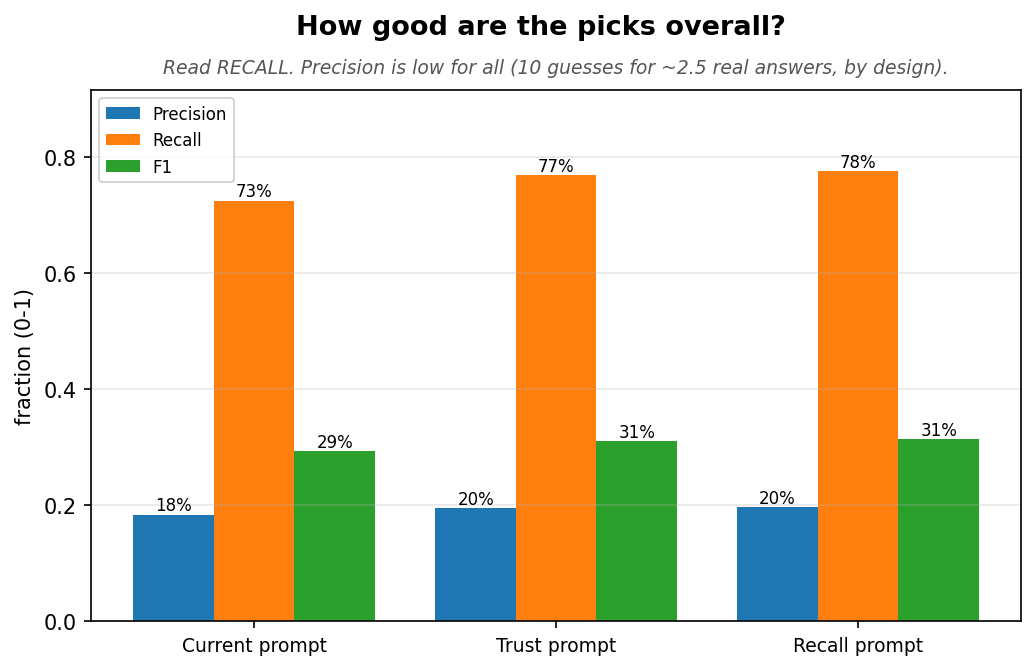 How good are the picks overall?
Read RECALL. Precision is low for all (10 guesses for ~2.5 real answers, by design).
Precision
Recall
F1
fraction (0-1)
0.8
0.6
0.4
0.2
0.0
18%
73%
29%
20%
77%
31%
20%
78%
31%
Current prompt
Trust prompt
Recall prompt